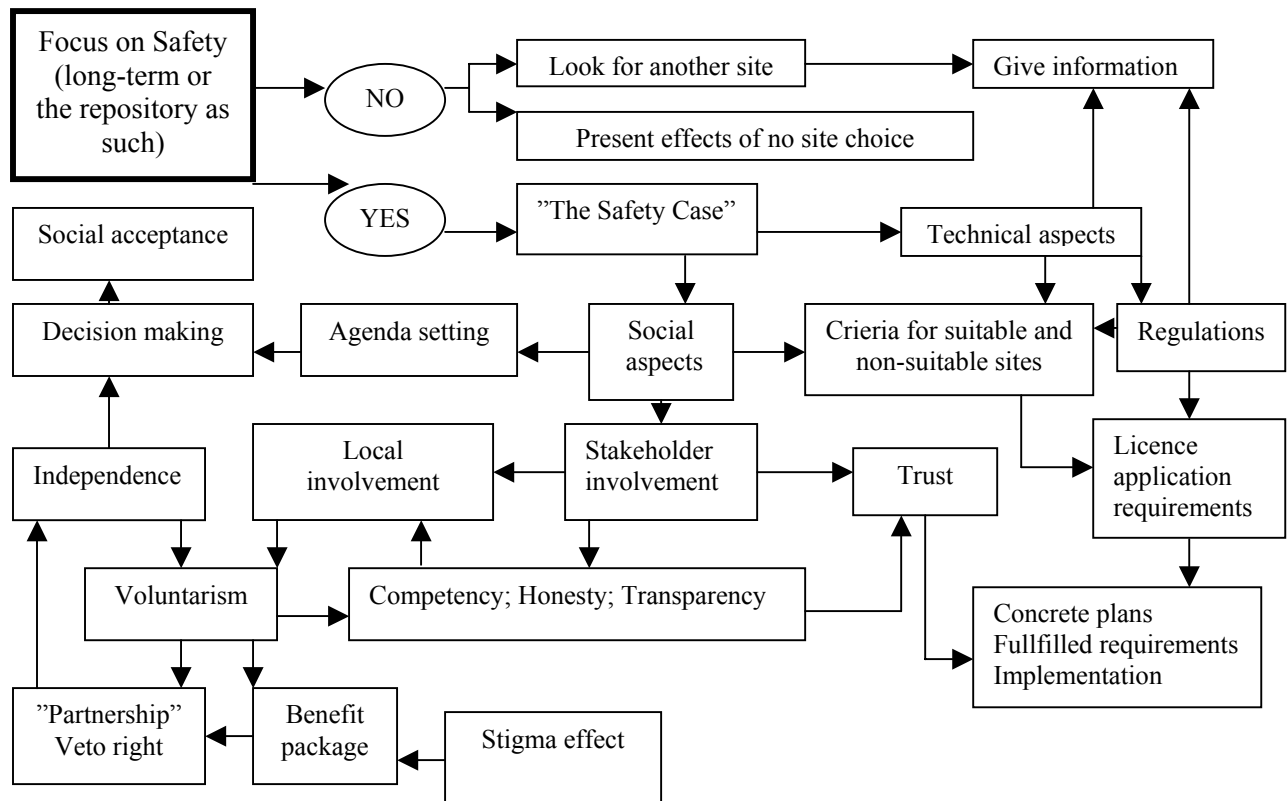 Focus on Safety
(long-term or
the repository as
such)
NO
Look for another site
Give information
Present effects of no site choice
YES
”The Safety Case”
Technical aspects
Social acceptance
Decision making
Agenda setting
Social
aspects
Crieria for suitable and
non-suitable sites
Regulations
Independence
Local
involvement
Stakeholder
involvement
Trust
Licence
application
requirements
Voluntarism
Competency; Honesty; Transparency
Concrete plans
Fullfilled requirements
Implementation
”Partnership”
Veto right
Benefit
package
Stigma effect